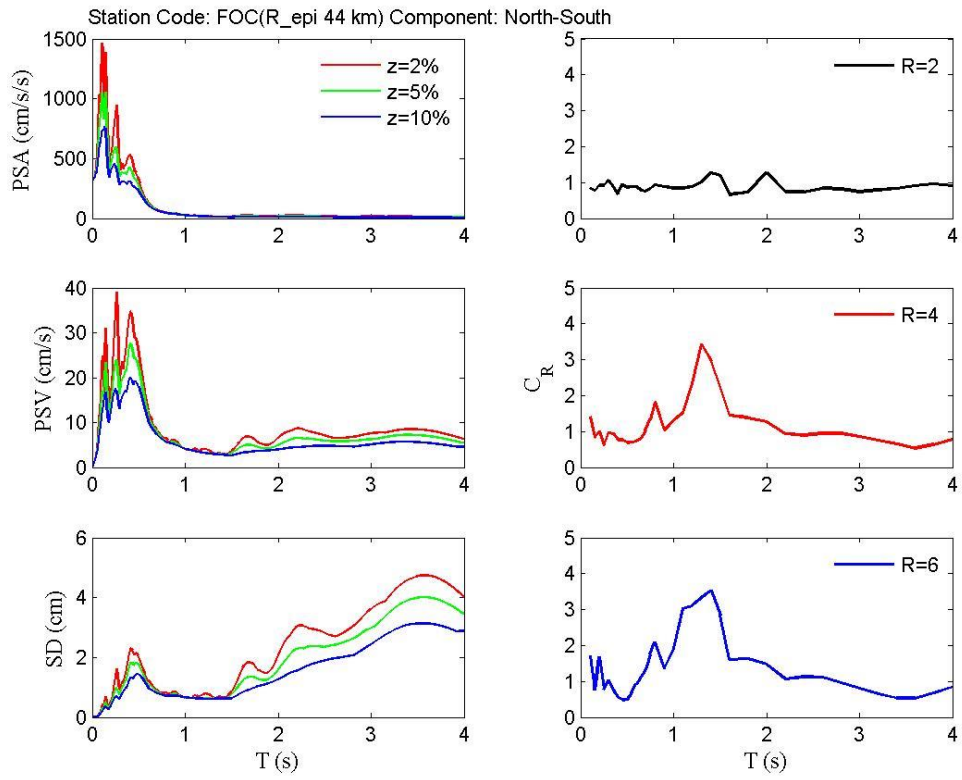 Station Code: FOC(R_epi 44 km) Component: North-South
PSA (cm/s/s)
1500
1000
500
0
0 1 2 3 4
z=2%
z=5%
z=10%
5
4
3
2
1
0
0 1 2 3 4
R=2
PSV (cm/s)
40
30
20
10
0
0 1 2 3 4
C_R
5
4
3
2
1
0
0 1 2 3 4
R=4
SD (cm)
6
4
2
0
0 1 2 3 4
T (s)
5
4
3
2
1
0
0 1 2 3 4
T (s)
R=6